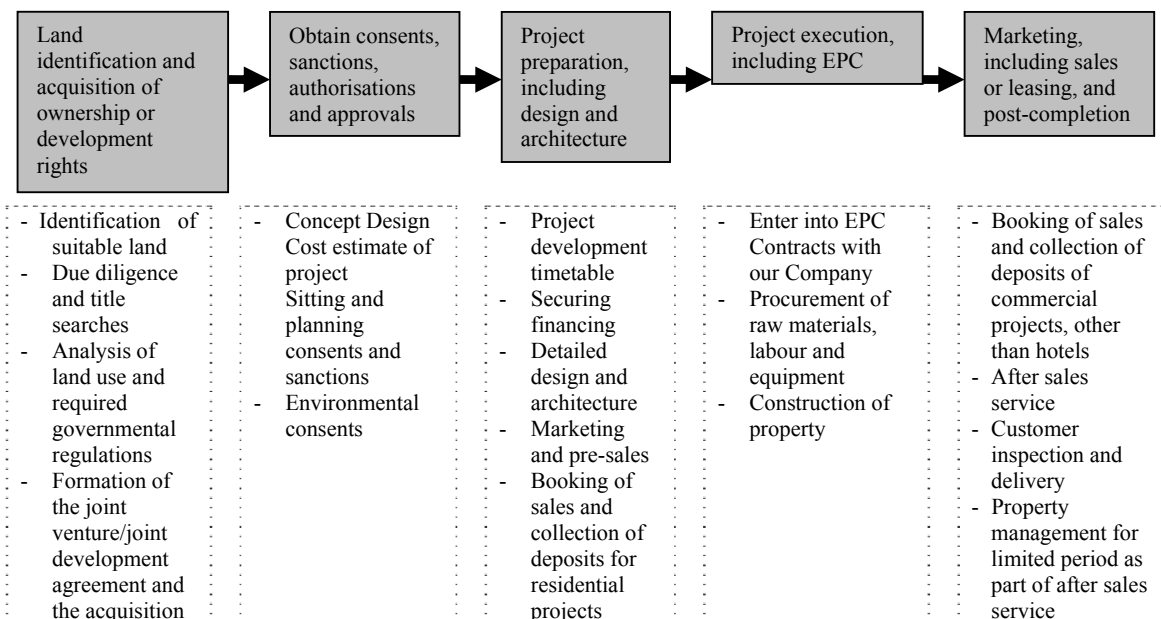 Land
identification and
acquisition of
ownership or
development
rights
Obtain consents,
sanctions,
authorisations
and approvals
Project
preparation,
including
design and
architecture
Project execution,
including EPC
Marketing,
including sales
or leasing, and
post-completion
- Identification of
suitable land
- Due diligence
and title
searches
- Analysis of
land use and
required
governmental
regulations
- Formation of
the joint
venture/joint
development
agreement and
the acquisition
- Concept Design
Cost estimate of
project
Sitting and
planning
consents and
sanctions
- Environmental
consents
- Project
development
timetable
- Securing
financing
- Detailed
design and
architecture
- Marketing
and pre-sales
- Booking of
sales and
collection of
deposits for
residential
projects
- Enter into EPC
Contracts with
our Company
- Procurement of
raw materials,
labour and
equipment
- Construction of
property
- Booking of sales
and collection of
deposits of
commercial
projects, other
than hotels
- After sales
service
- Customer
inspection and
delivery
- Property
management for
limited period as
part of after sales
service